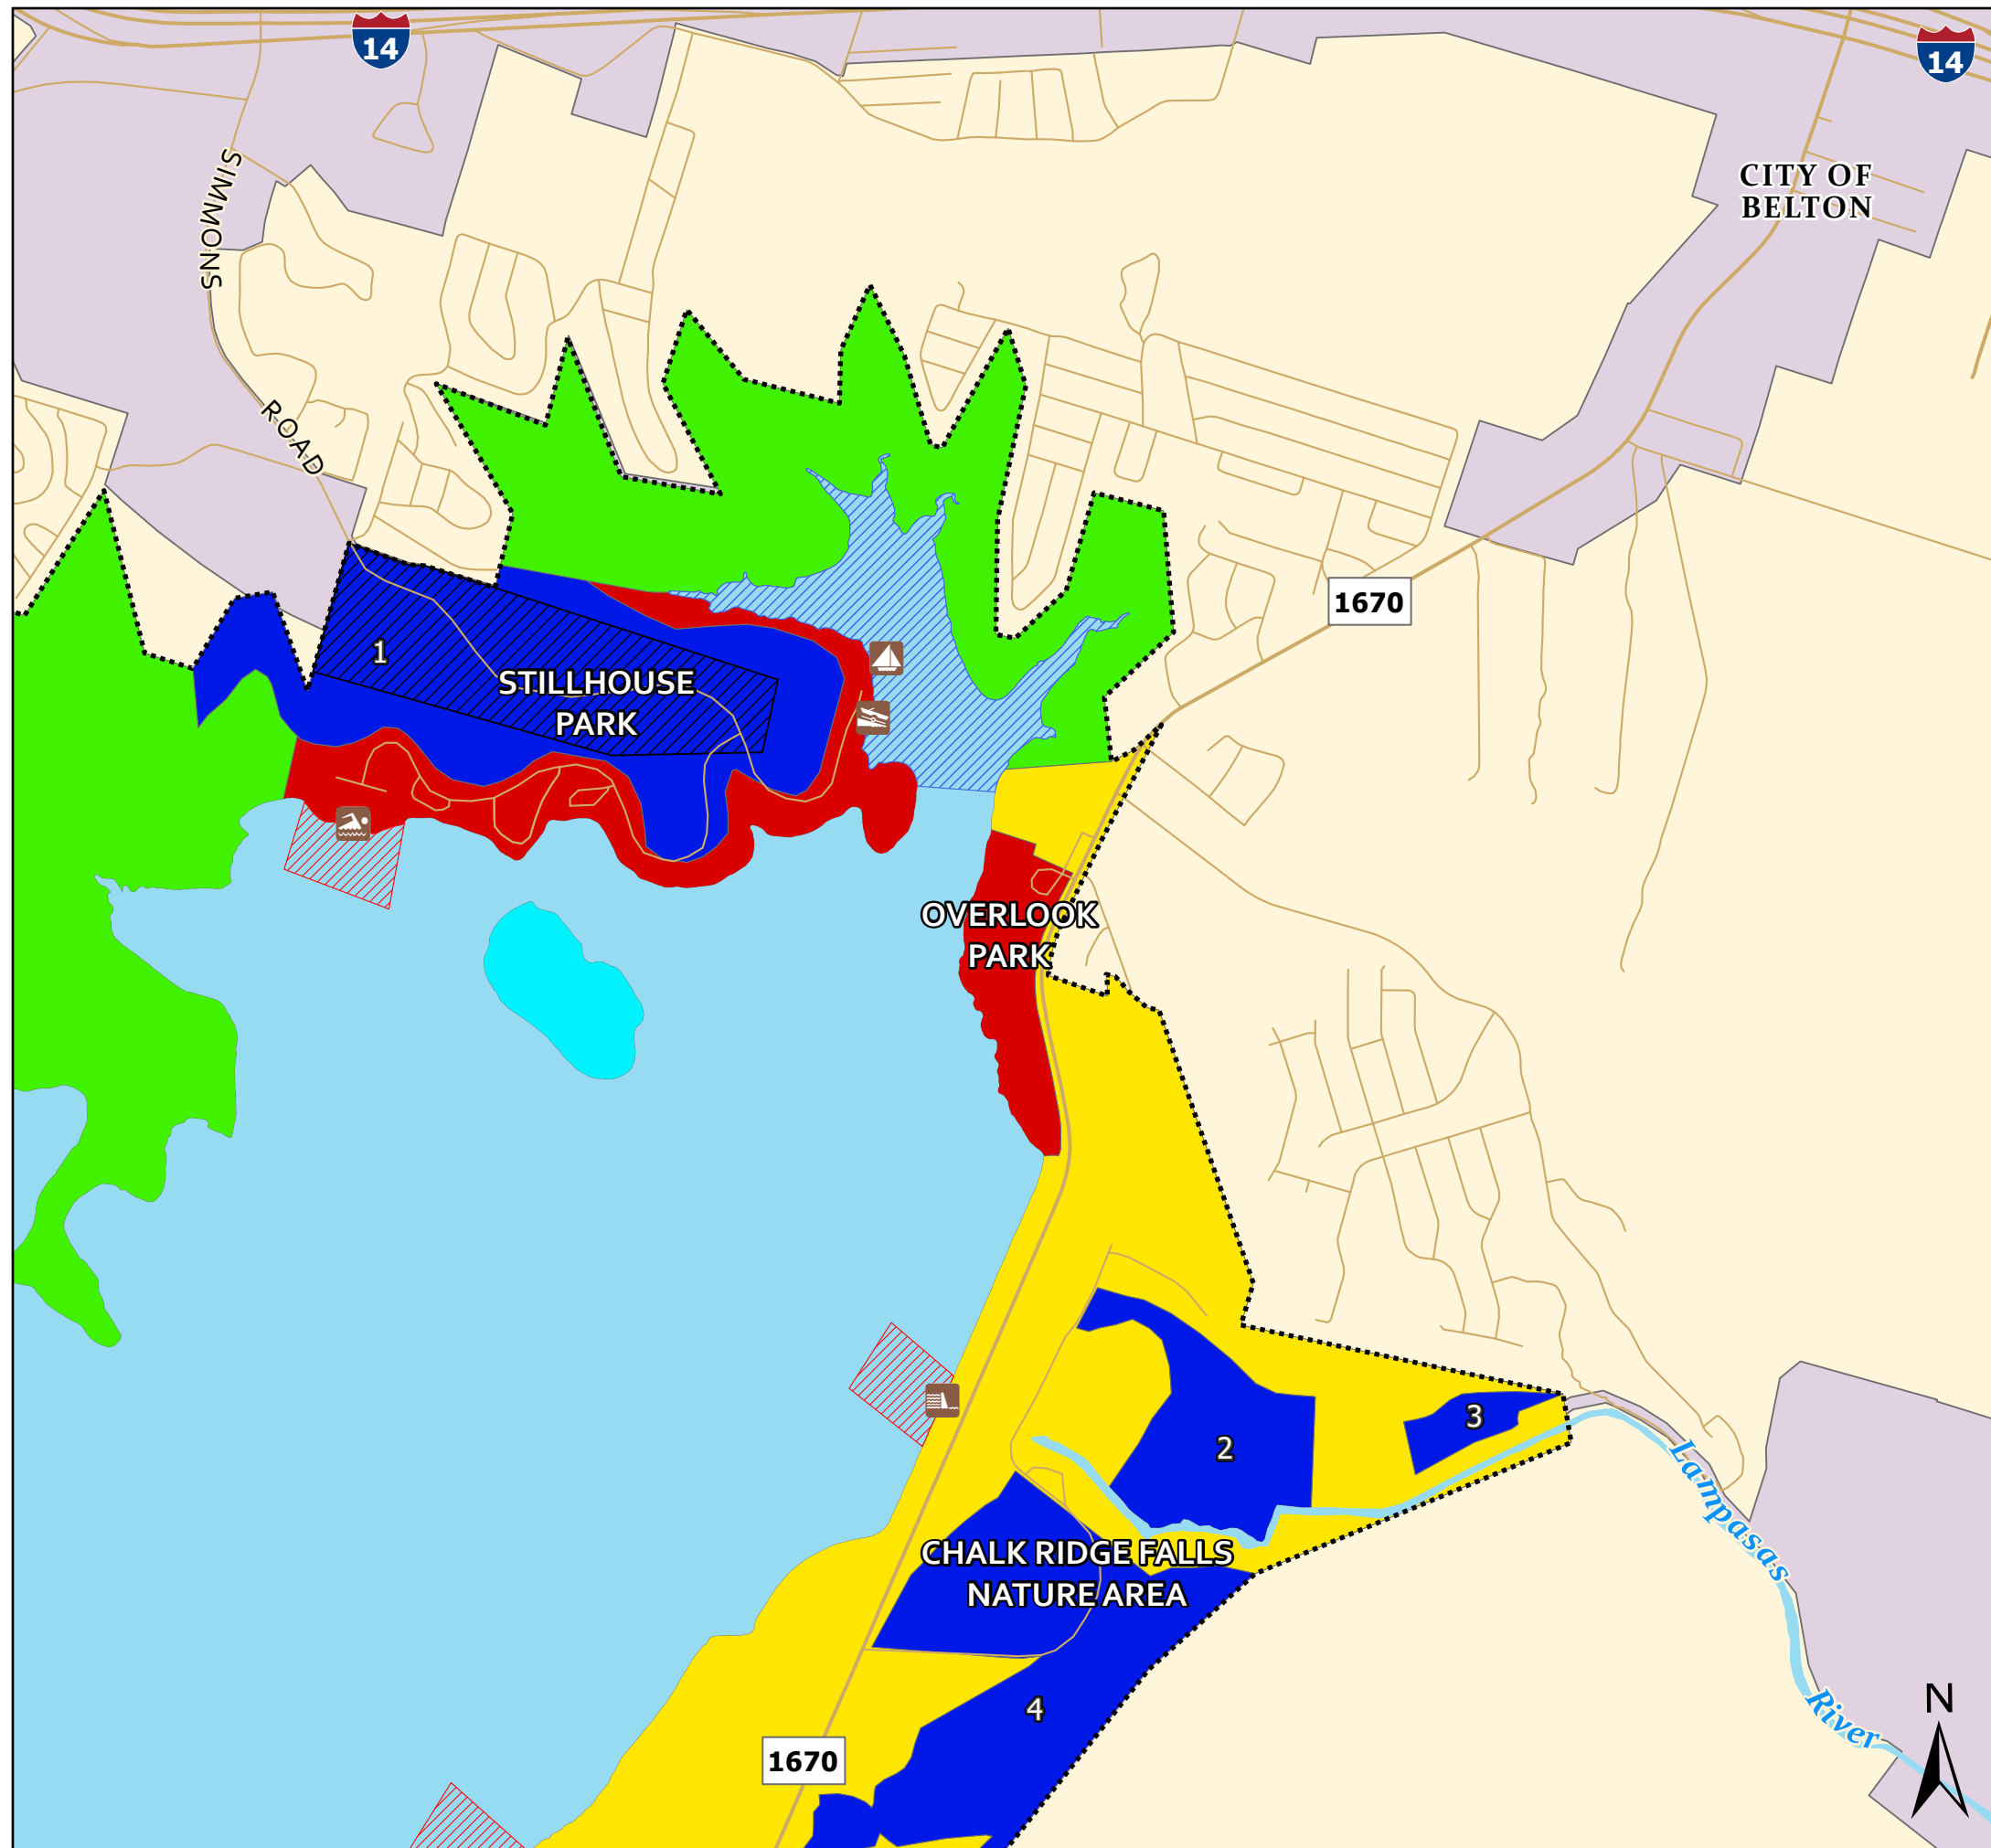 14
14
CITY OF
BELTON
SIMMONS
ROAD
1670
1
STILLHOUSE
PARK
OVERLOOK
PARK
3
2
Lampasas
CHALK RIDGE FALLS
NATURE AREA
N
4
River
1670